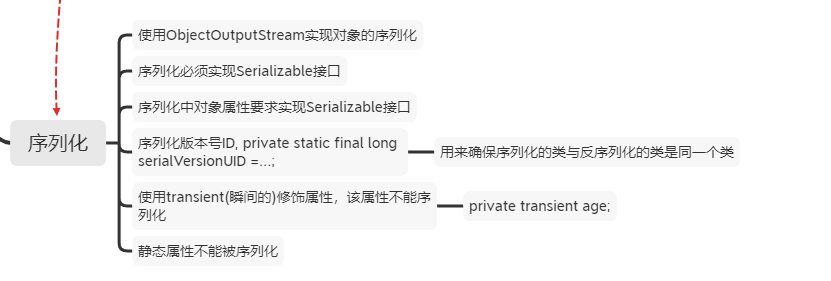 使用ObjectOutputStream实现对象的序列化
序列化必须实现Serializable接口
序列化中对象属性要求实现Serializable接口
序列化
序列化版本号ID, private static final long
serialVersionUID =...;
用来确保序列化的类与反序列化的类是同一个类
使用transient(瞬间的)修饰属性，该属性不能序
列化
private transient age;
静态属性不能被序列化